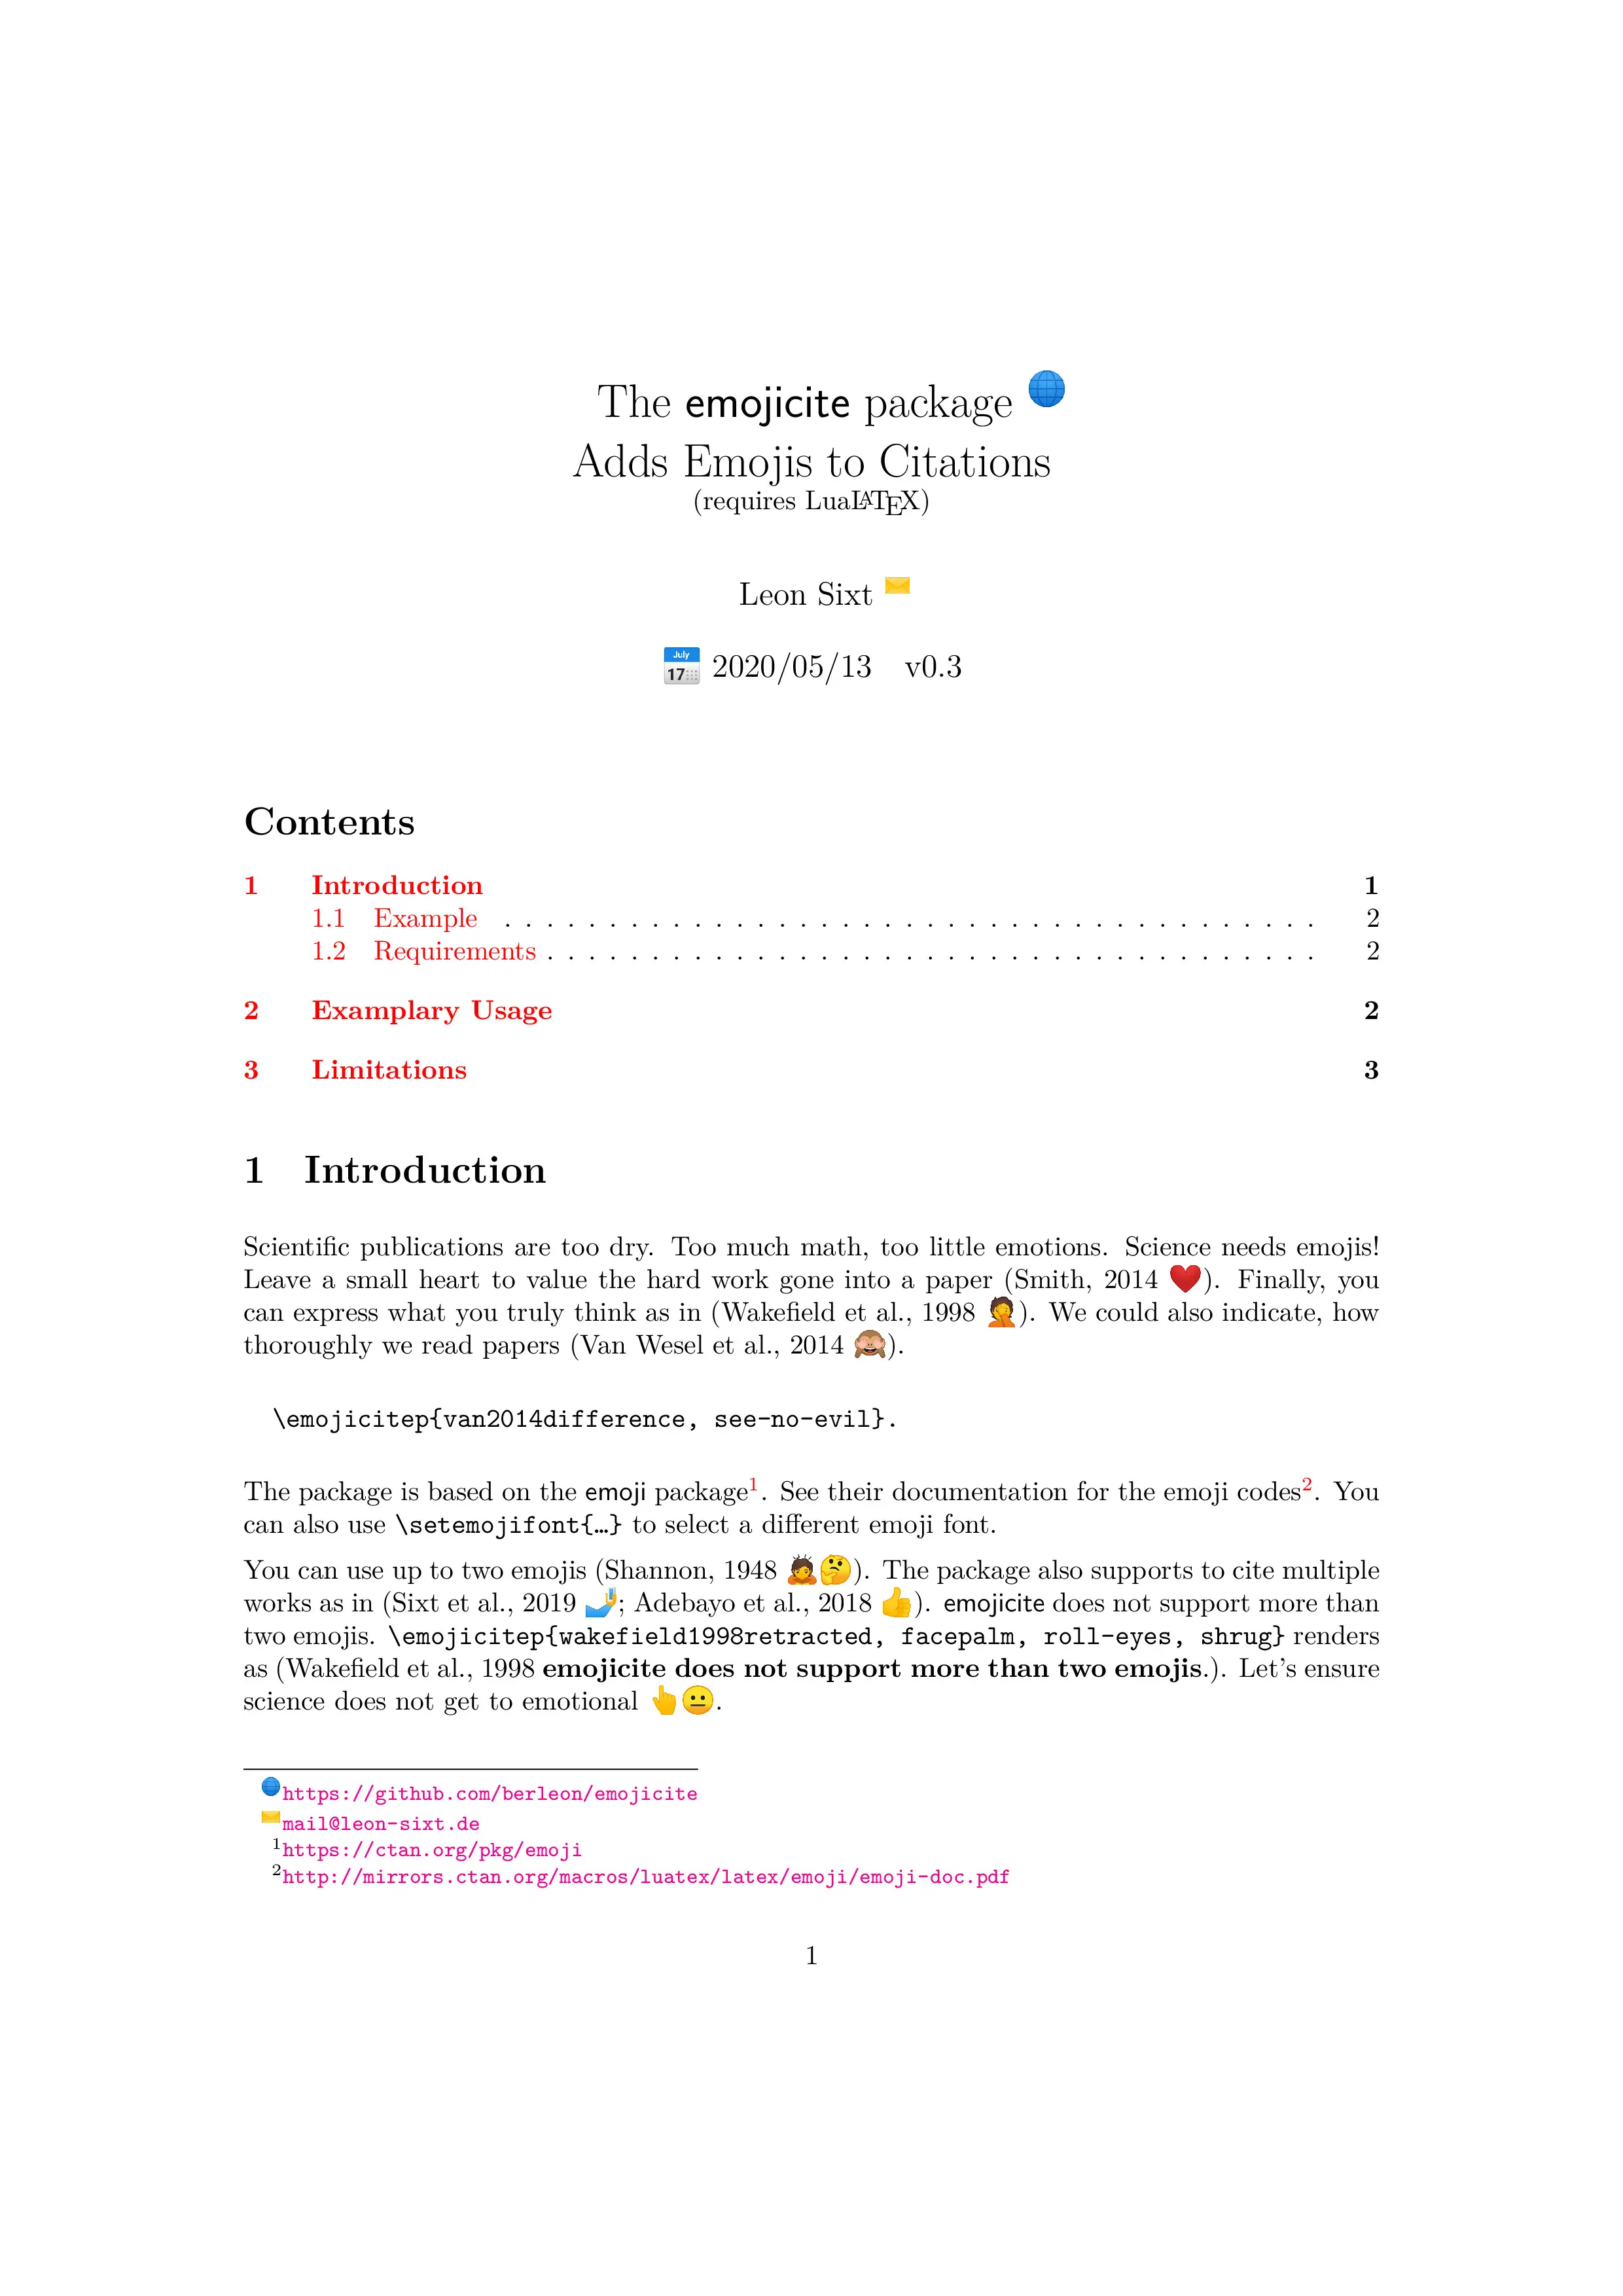 The emojicite package 🌐
Adds Emojis to Citations
(requires LuaLATEX)
Leon Sixt ✉️
July
17
2020/05/13 v0.3
Contents
1 Introduction 1
1.1 Example . . . . . . . . . . . . . . . . . . . . . . . . . . . . . . . . . . . . . . . 2
1.2 Requirements . . . . . . . . . . . . . . . . . . . . . . . . . . . . . . . . . . . . . 2
2 Examplary Usage 2
3 Limitations 3
1 Introduction
Scientific publications are too dry. Too much math, too little emotions. Science needs emojis!
Leave a small heart to value the hard work gone into a paper (Smith, 2014 ❤️). Finally, you
can express what you truly think as in (Wakefield et al., 1998 🤦). We could also indicate, how
thoroughly we read papers (Van Wesel et al., 2014 🙈).
\emojicitep{van2014difference, see-no-evil}.
The package is based on the emoji package1. See their documentation for the emoji codes2. You
can also use \setemojifont{…} to select a different emoji font.
You can use up to two emojis (Shannon, 1948 🙇🤔). The package also supports to cite multiple
works as in (Sixt et al., 2019 🤳; Adebayo et al., 2018 👍). emojicite does not support more than
two emojis. \emojicitep{wakefield1998retracted, facepalm, roll-eyes, shrug} renders
as (Wakefield et al., 1998 emojicite does not support more than two emojis.). Let's ensure
science does not get to emotional 👆😐.
🌐https://github.com/berleon/emojicite
✉️mail@leon-sixt.de
1https://ctan.org/pkg/emoji
2http://mirrors.ctan.org/macros/luatex/latex/emoji/emoji-doc.pdf
1